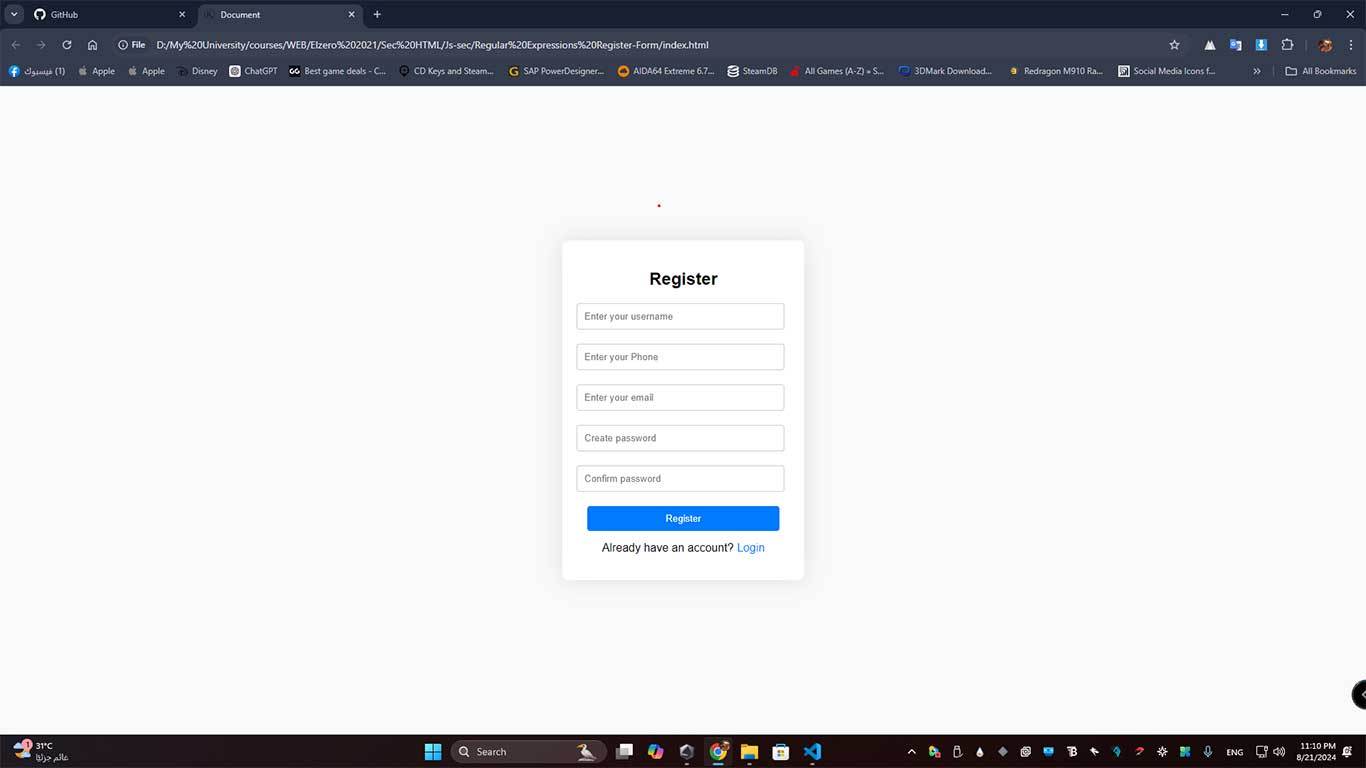 GitHub
Document
File
D:/My%20University/courses/WEB/Elzero%202021/Sec%20HTML/Js-sec/Regular%20Expressions%20Register-Form/index.html
(1) فيسبوك
Apple
Apple
Disney
ChatGPT
Best game deals - C...
CD Keys and Steam...
SAP PowerDesigner...
AIDA64 Extreme 6.7...
SteamDB
All Games (A-Z) » S...
3DMark Download...
Redragon M910 Ra...
Social Media Icons f...
All Bookmarks
Register
Enter your username
Enter your Phone
Enter your email
Create password
Confirm password
Register
Already have an account? Login
1
31°C
غائم جزئيًا
Search
ENG
11:10 PM
8/21/2024